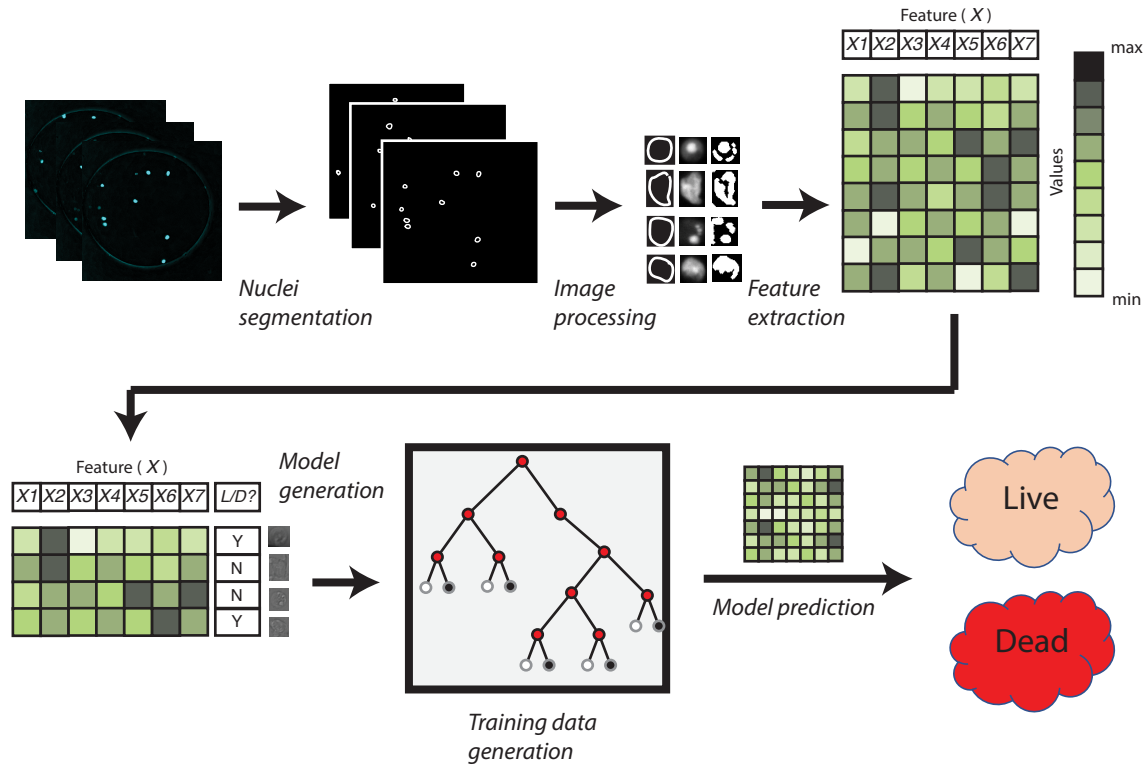 Feature ( X )
X1 X2 X3 X4 X5 X6 X7
max
Values
min
Nuclei
segmentation
Image
processing
Feature
extraction
Feature ( X )
X1 X2 X3 X4 X5 X6 X7 L/D?
Y
N
N
Y
Model
generation
Training data
generation
Model prediction
Live
Dead